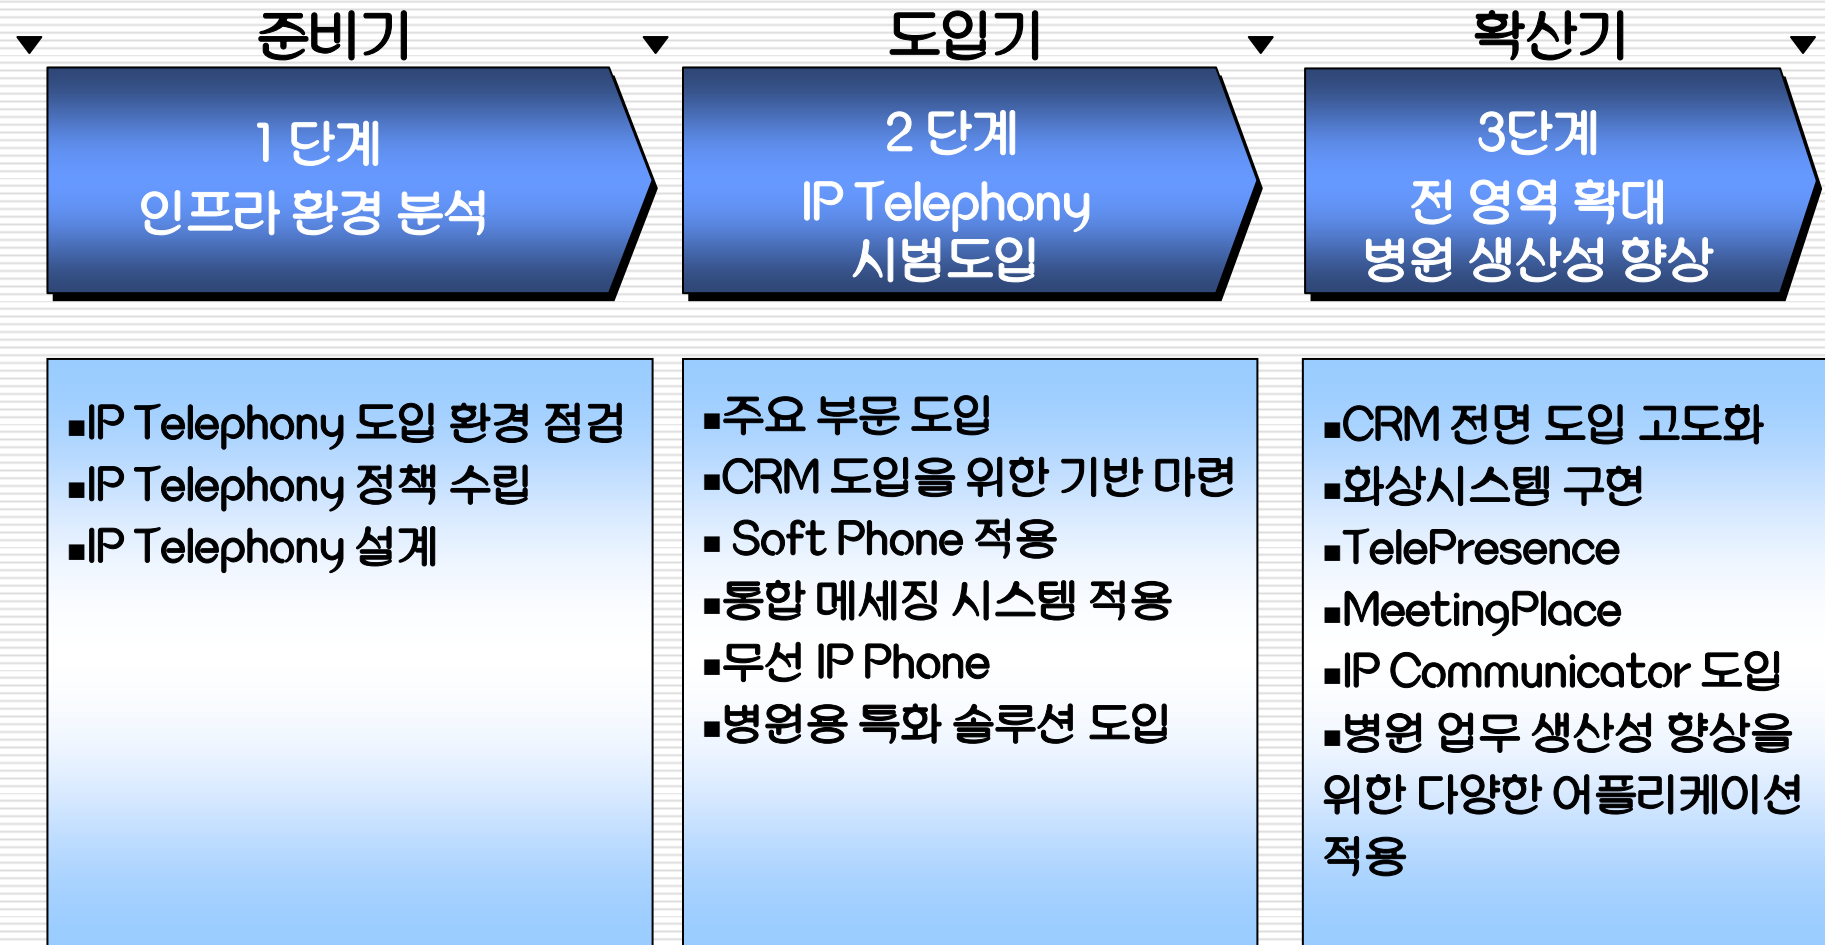 준비기
도입기
확산기
1 단계
인프라 환경 분석
2 단계
IP Telephony
시범도입
3단계
전 영역 확대
병원 생산성 향상
▪IP Telephony 도입 환경 점검
▪IP Telephony 정책 수립
▪IP Telephony 설계
▪주요 부문 도입
▪CRM 도입을 위한 기반 마련
▪ Soft Phone 적용
▪통합 메세징 시스템 적용
▪무선 IP Phone
▪병원용 특화 솔루션 도입
▪CRM 전면 도입 고도화
▪화상시스템 구현
▪TelePresence
▪MeetingPlace
▪IP Communicator 도입
▪병원 업무 생산성 향상을
위한 다양한 어플리케이션
적용